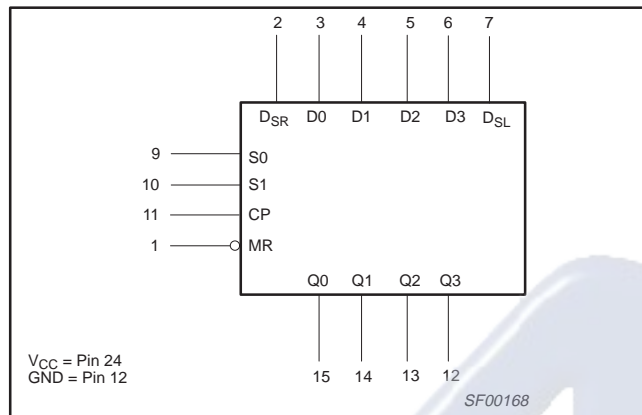 2 3 4 5 6 7
DSR D0 D1 D2 D3 DSL
9 S0
10 S1
11 CP
1 MR
Q0 Q1 Q2 Q3
15 14 13 12
VCC = Pin 24
GND = Pin 12
SF00168